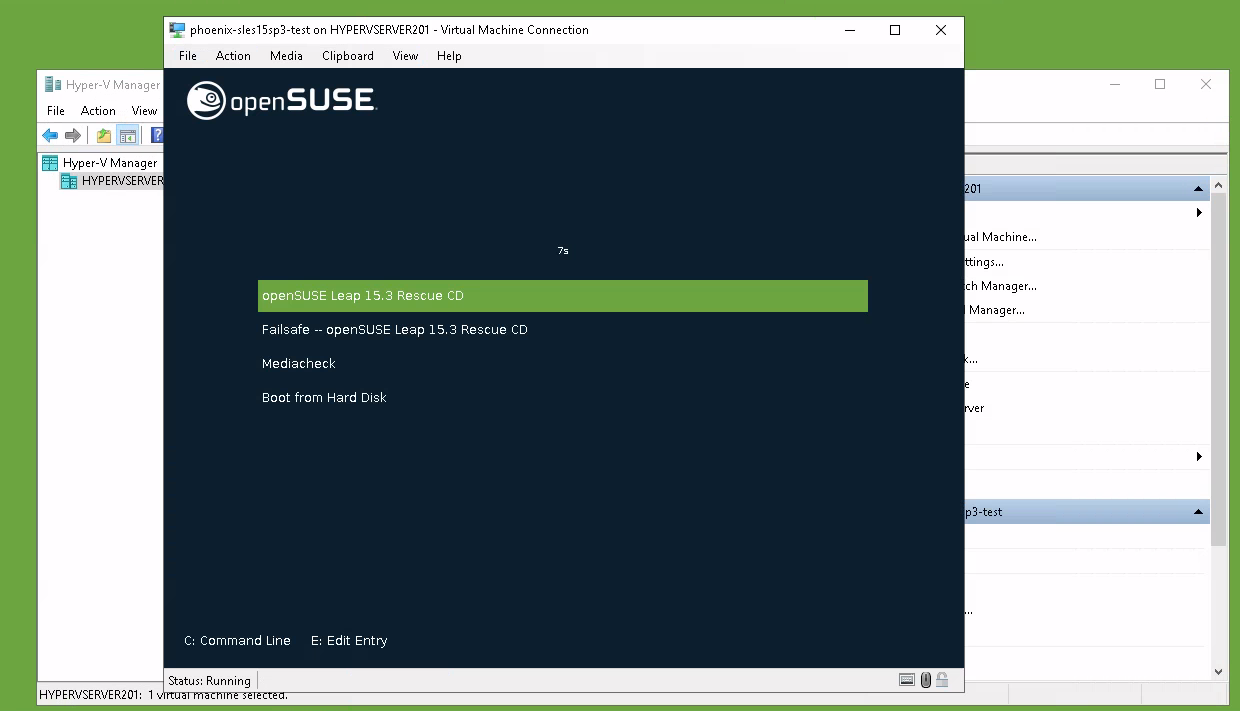 phoenix-sles15sp3-test on HYPERVSERVER201 - Virtual Machine Connection
File Action Media Clipboard View Help
openSUSE.
7s
openSUSE Leap 15.3 Rescue CD
Failsafe -- openSUSE Leap 15.3 Rescue CD
Mediacheck
Boot from Hard Disk
C: Command Line E: Edit Entry
Status: Running
Hyper-V Manager
File Action View
Hyper-V Manager
HYPERVSERVER
201
ual Machine...
ttings...
ch Manager...
Manager...
k...
e
rver
p3-test
...
HYPERVSERVER201: 1 virtual machine selected.